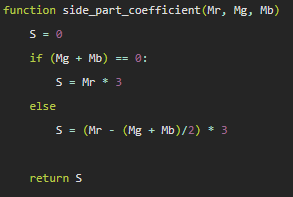 function side_part_coefficient(Mr, Mg, Mb)
S = 0
if (Mg + Mb) == 0:
S = Mr * 3
else
S = (Mr - (Mg + Mb)/2) * 3
return S